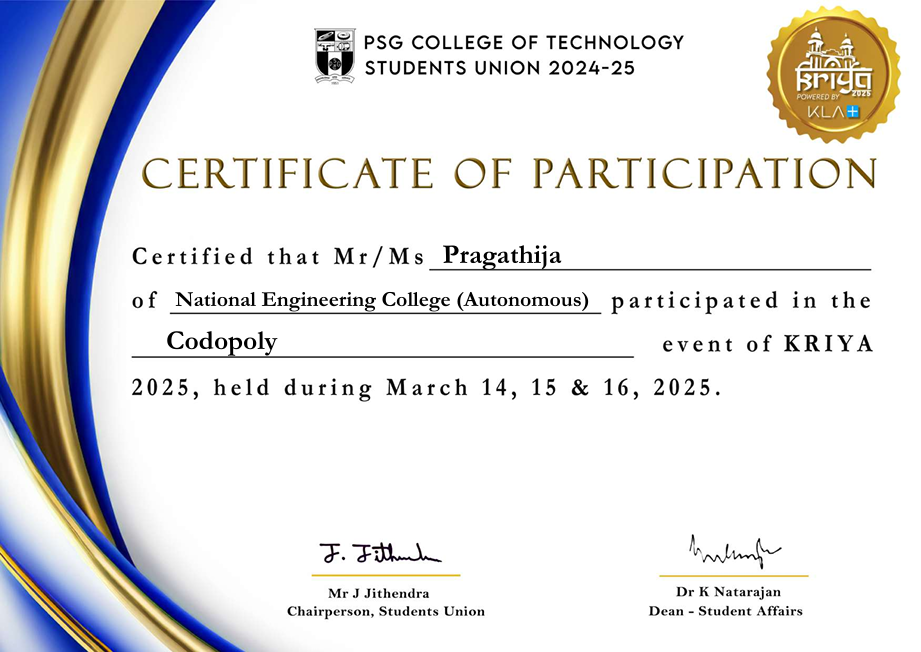 PSG COLLEGE OF TECHNOLOGY
STUDENTS UNION 2024-25
Kriya
2025
POWERED BY
KLA+
CERTIFICATE OF PARTICIPATION
Certified that Mr/Ms Pragathija
of National Engineering College (Autonomous) participated in the
Codopoly event of KRIYA
2025, held during March 14, 15 & 16, 2025.
J. Jithendra
Mr J Jithendra
Chairperson, Students Union
Dr K Natarajan
Dean - Student Affairs